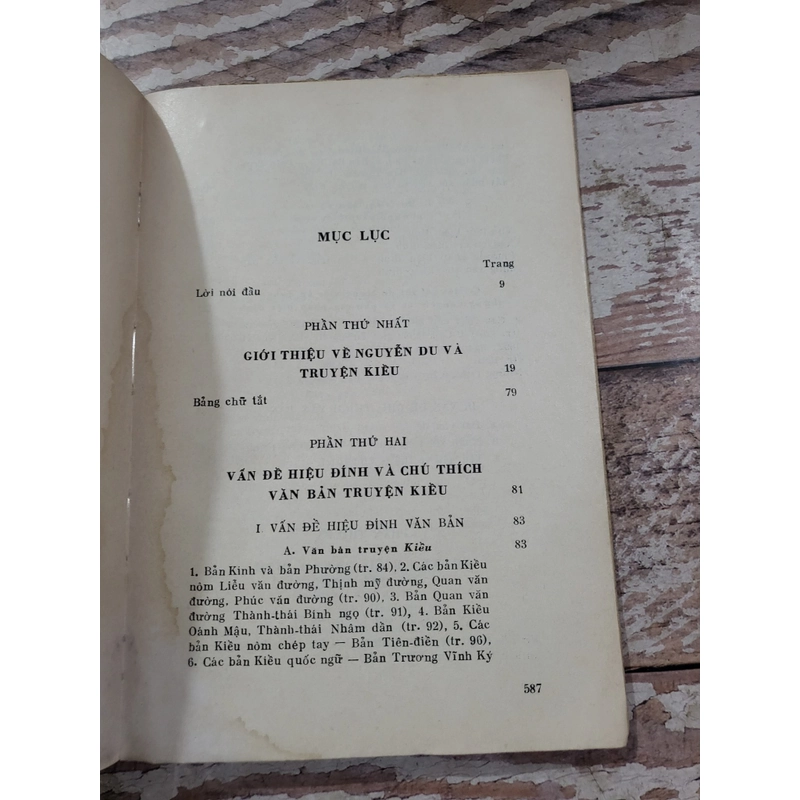 MỤC LỤC
Trang
Lời nói đầu 9
PHẦN THỨ NHẤT
GIỚI THIỆU VỀ NGUYỄN DU VÀ
TRUYỆN KIỀU 19
Bảng chữ tắt 79
PHẦN THỨ HAI
VẤN ĐỀ HIỆU ĐÍNH VÀ CHÚ THÍCH
VĂN BẢN TRUYỆN KIỀU 81
I VẤN ĐỀ HIỆU ĐÍNH VĂN BẢN 83
A. Văn bản truyện Kiều 83
1. Bản Kinh và bản Phường (tr. 84). 2. Các bản Kiều
nôm Liễu văn đường, Thịnh mỹ đường, Quan văn
đường, Phúc văn đường (tr. 90). 3. Bản Quan văn
đường Thành-thái Bính ngọ (tr. 91), 4. Bản Kiều
Oánh Mậu, Thành-thái Nhâm dần (tr. 92), 5. Các
bản Kiều nôm chép tay — Bản Tiên-điền (tr. 96),
6. Các bản Kiều quốc ngữ — Bản Trương Vĩnh Ký
587